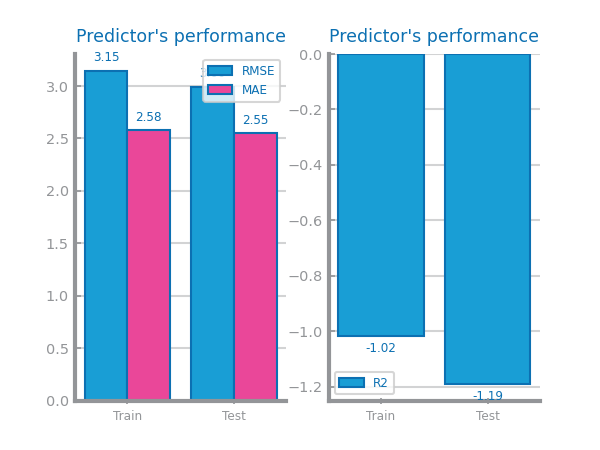 Predictor's performance
3.15
RMSE
MAE
2.58
2.55
3.0
2.5
2.0
1.5
1.0
0.5
0.0
Train
Test
Predictor's performance
0.0
−0.2
−0.4
−0.6
−0.8
−1.0
−1.2
-1.02
-1.19
R2
Train
Test